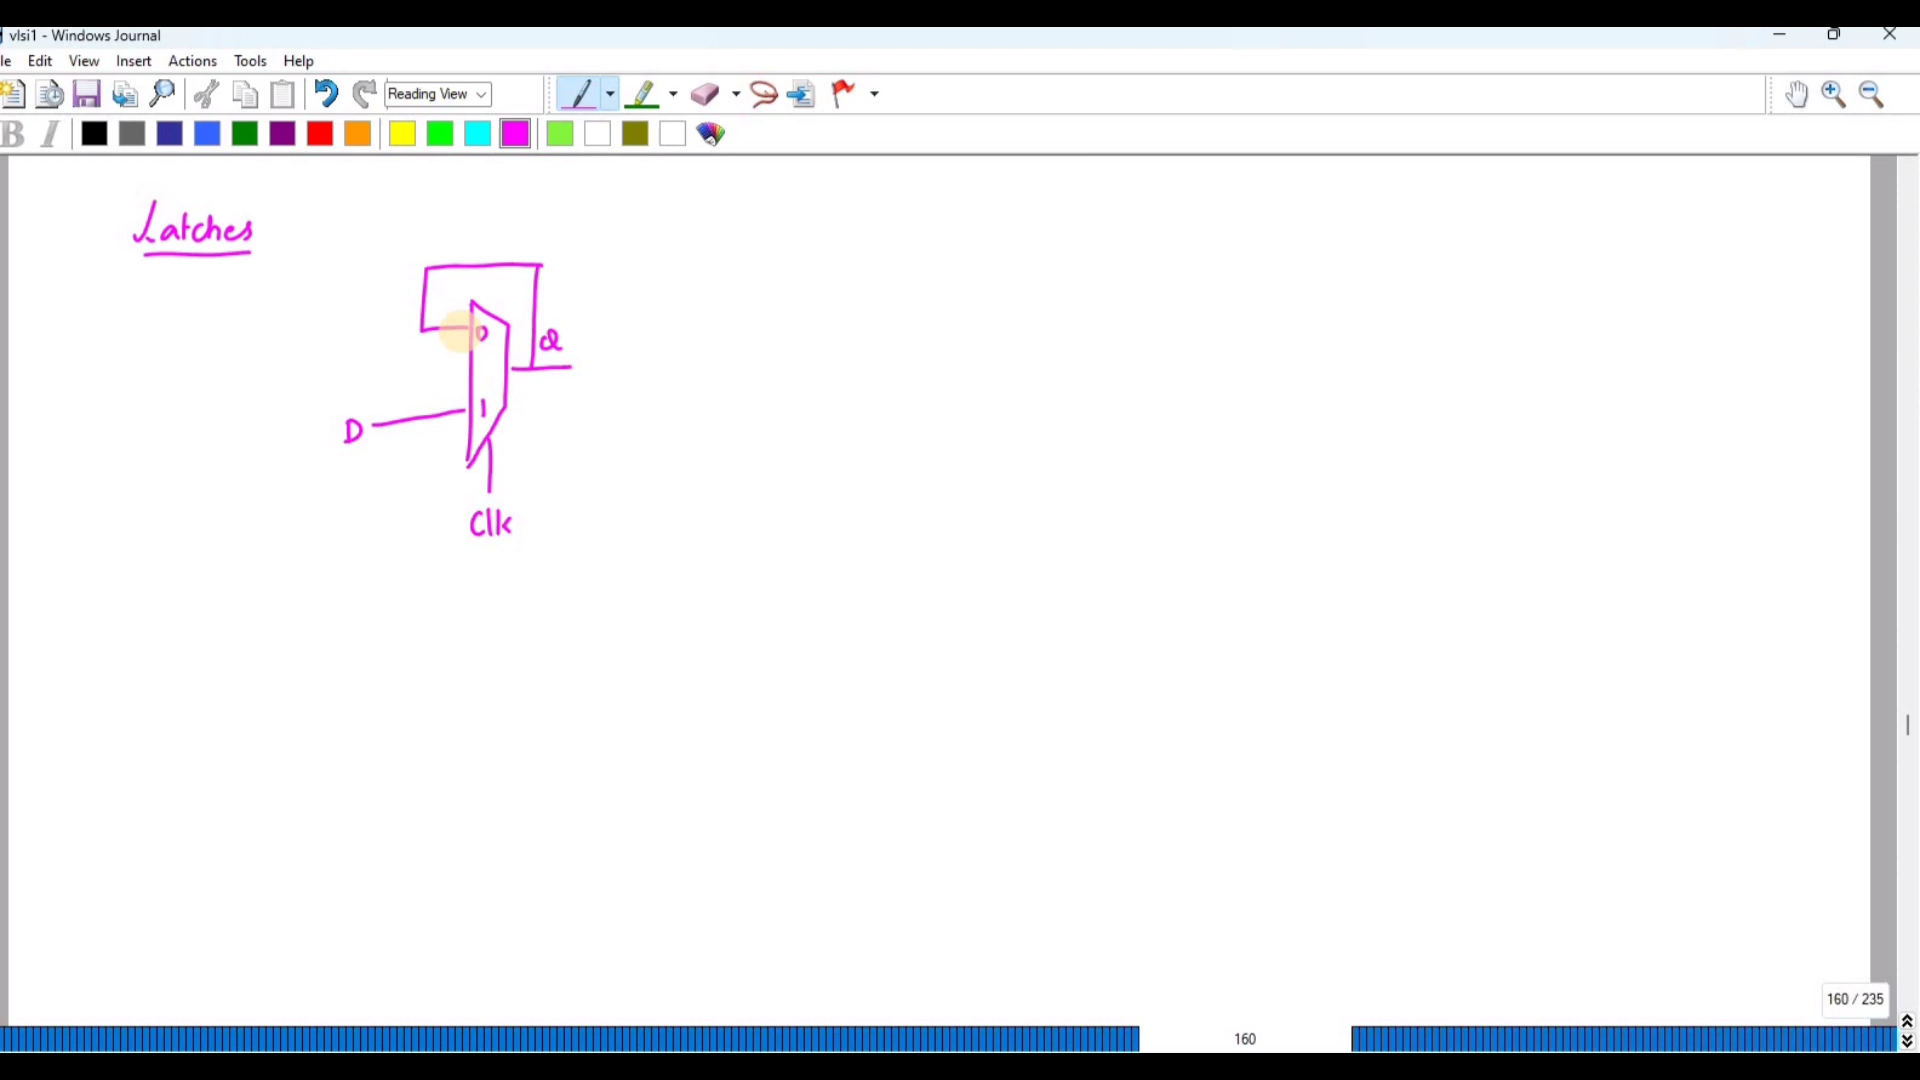 vlsi1 - Windows Journal
le Edit View Insert Actions Tools Help
Reading View
B I
Latches
0
Q
1
D
Clk
160 / 235
160